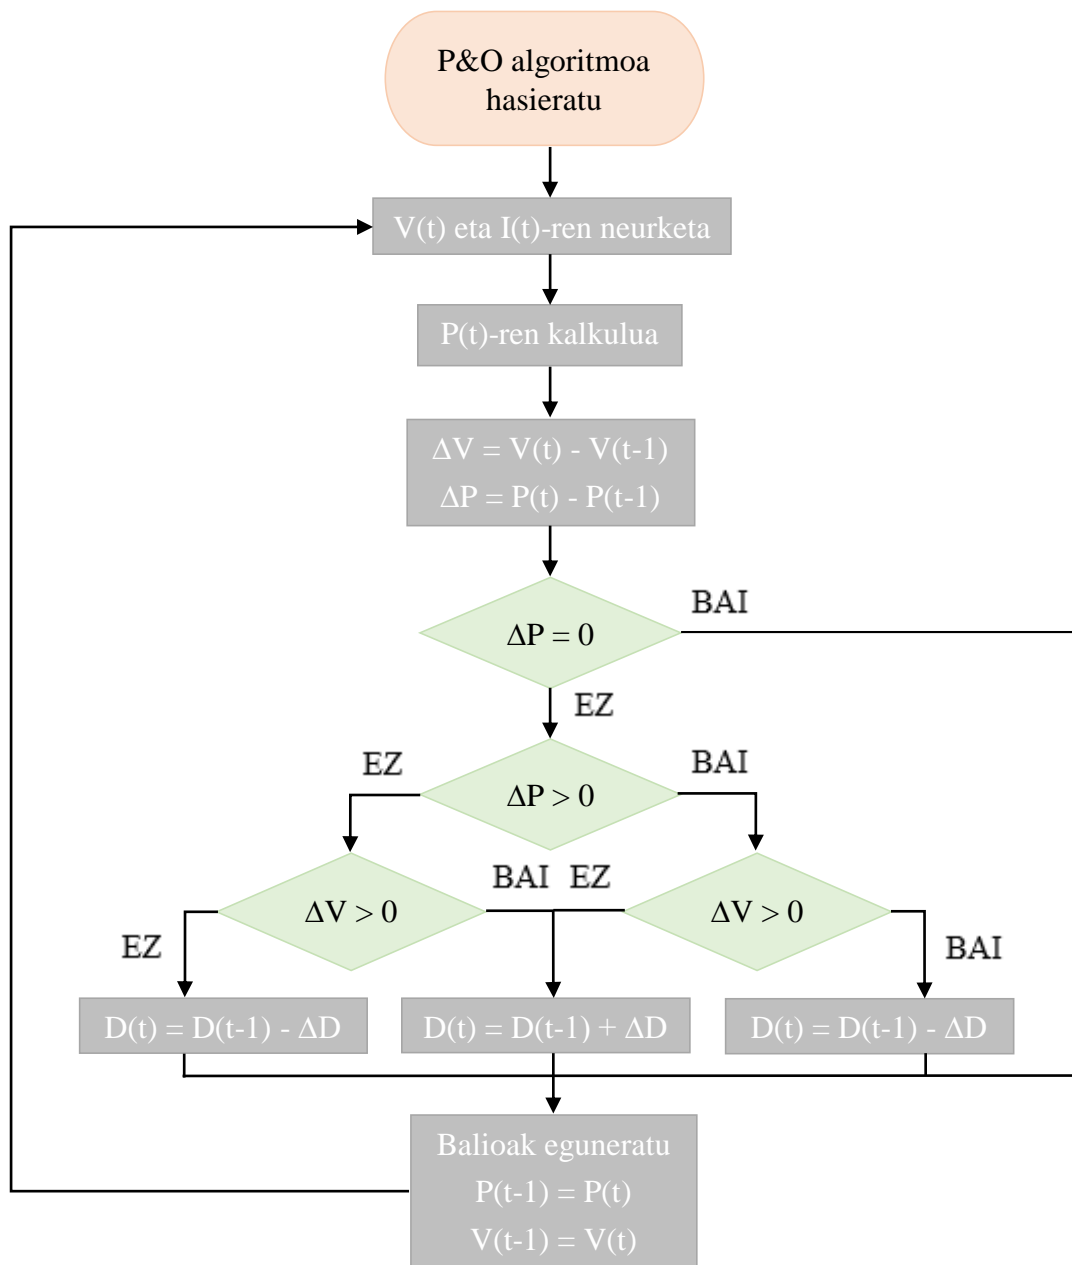 P&O algoritmoa
hasieratu
V(t) eta I(t)-ren neurketa
P(t)-ren kalkulua
ΔV = V(t) - V(t-1)
ΔP = P(t) - P(t-1)
ΔP = 0
BAI
EZ
ΔP > 0
EZ
BAI
ΔV > 0
BAI
EZ
ΔV > 0
EZ
BAI
D(t) = D(t-1) - ΔD
D(t) = D(t-1) + ΔD
D(t) = D(t-1) - ΔD
Balioak eguneratu
P(t-1) = P(t)
V(t-1) = V(t)